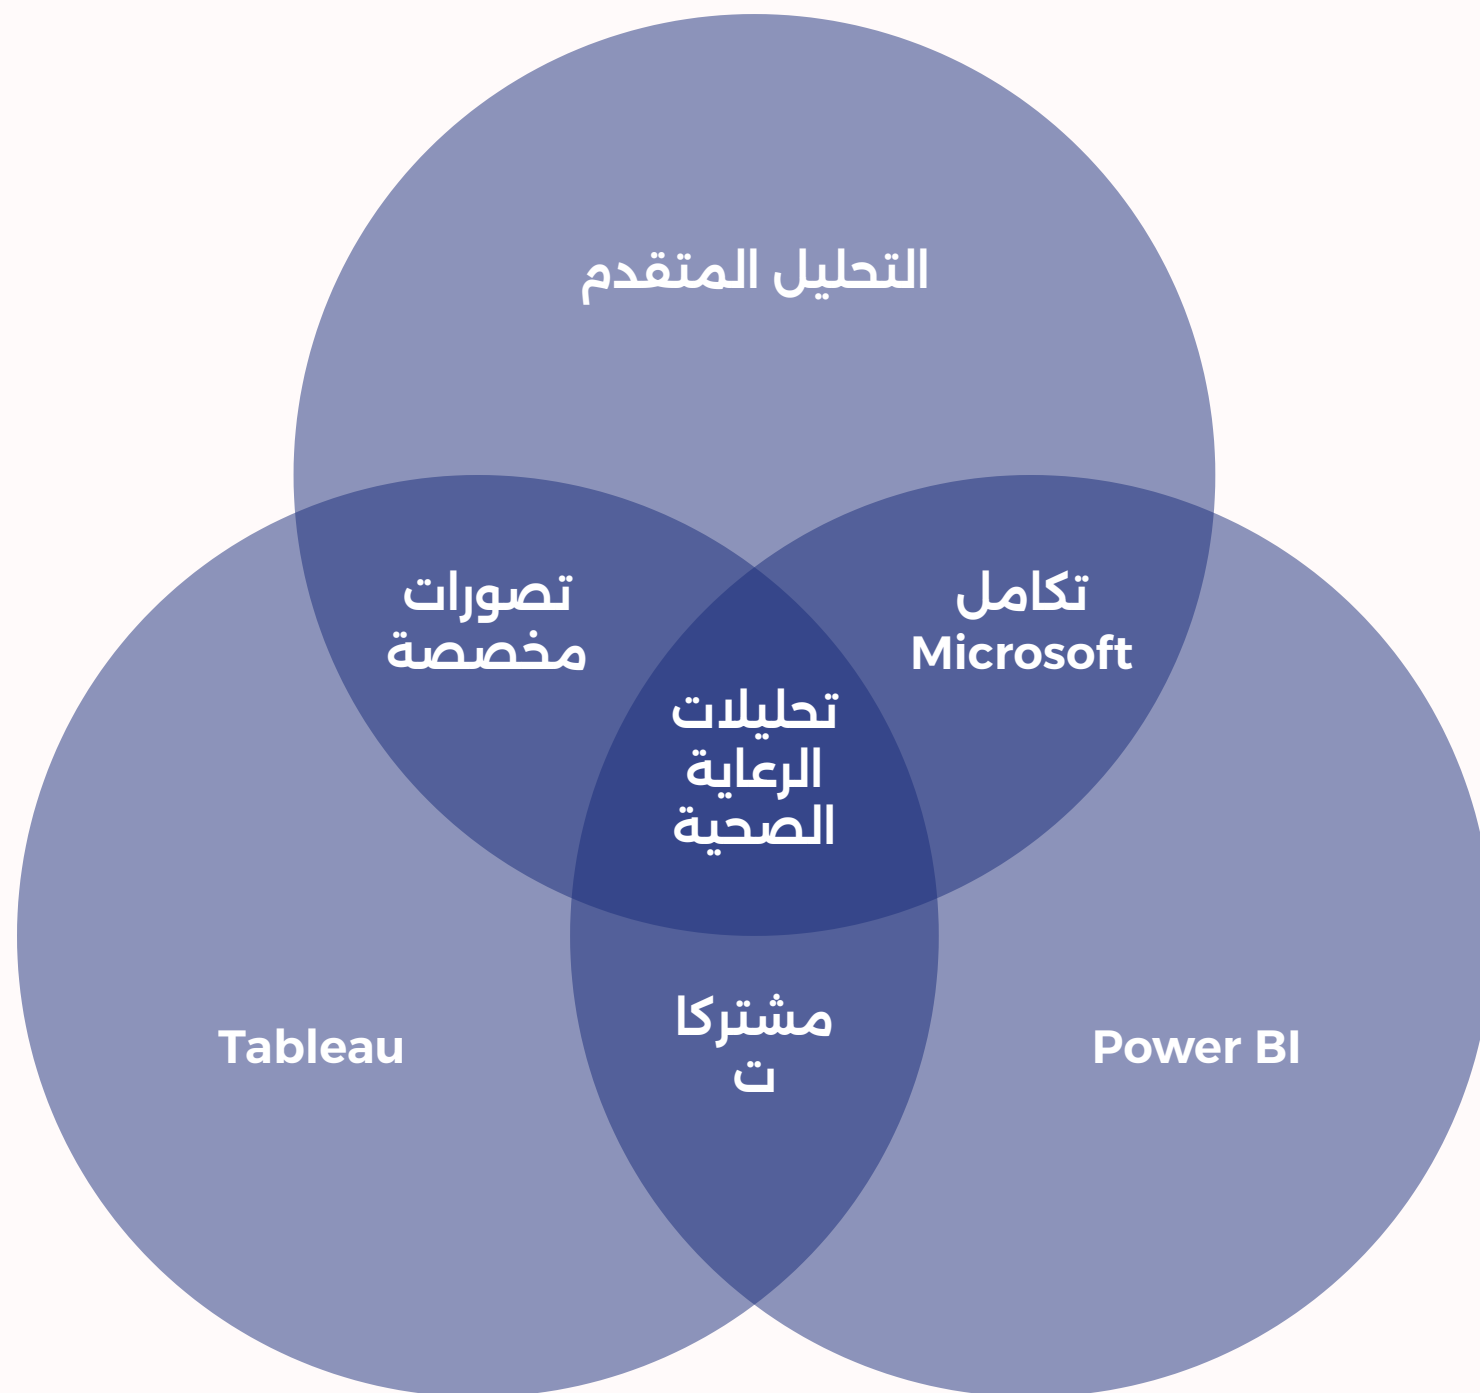 التحليل المتقدم
تصورات
مخصصة
تكامل
Microsoft
تحليلات
الرعاية
الصحية
مشتركا
ت
Tableau
Power BI